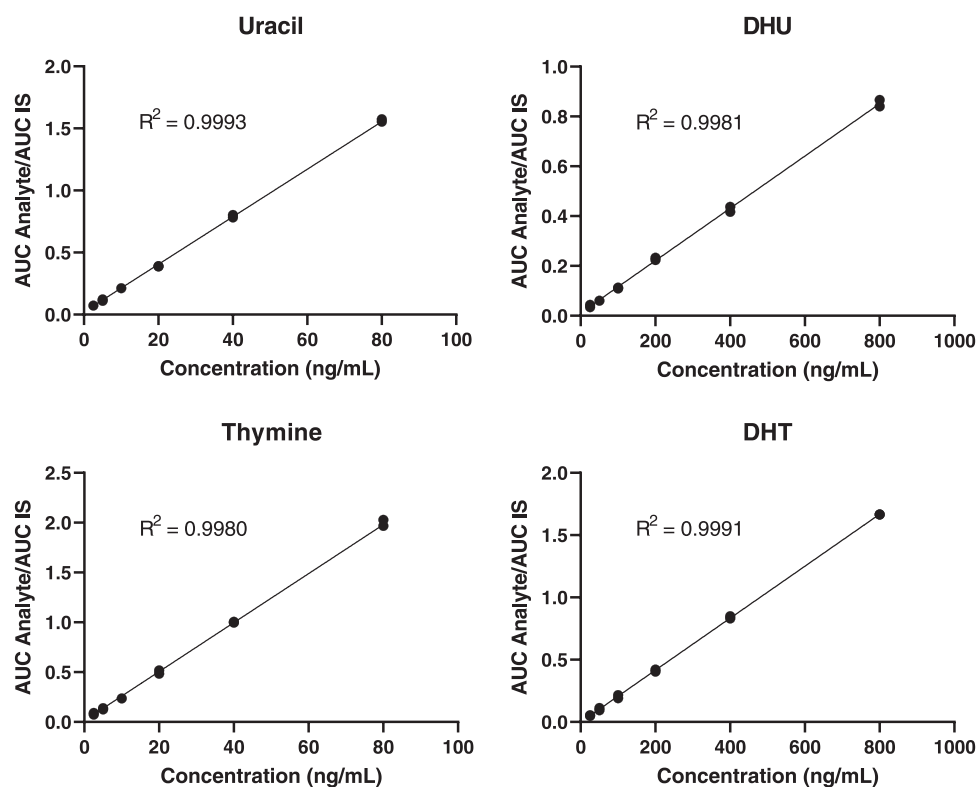 Uracil
AUC Analyte/AUC IS
2.0
1.5
1.0
0.5
0.0
R² = 0.9993
0 20 40 60 80 100
Concentration (ng/mL)
DHU
AUC Analyte/AUC IS
1.0
0.8
0.6
0.4
0.2
0.0
R² = 0.9981
0 200 400 600 800 1000
Concentration (ng/mL)
Thymine
AUC Analyte/AUC IS
2.5
2.0
1.5
1.0
0.5
0.0
R² = 0.9980
0 20 40 60 80 100
Concentration (ng/mL)
DHT
AUC Analyte/AUC IS
2.0
1.5
1.0
0.5
0.0
R² = 0.9991
0 200 400 600 800 1000
Concentration (ng/mL)